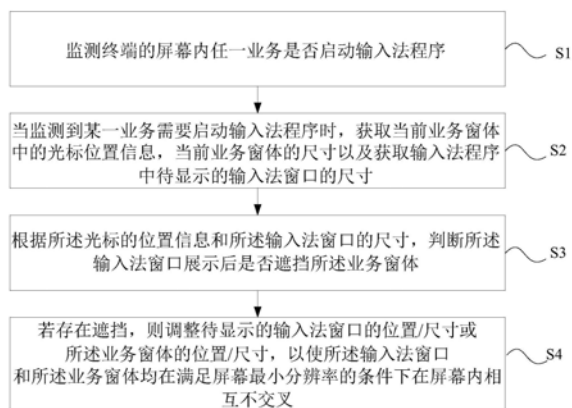 监测终端的屏幕内任一业务是否启动输入法程序
S1
当监测到某一业务需要启动输入法程序时，获取当前业务窗体
中的光标位置信息，当前业务窗体的尺寸以及获取输入法程序
中待显示的输入法窗口的尺寸
S2
根据所述光标的位置信息和所述输入法窗口的尺寸，判断所述
输入法窗口展示后是否遮挡所述业务窗体
S3
若存在遮挡，则调整待显示的输入法窗口的位置/尺寸或
所述业务窗体的位置/尺寸，以使所述输入法窗口
和所述业务窗体均在满足屏幕最小分辨率的条件下在屏幕内相
互不交叉
S4